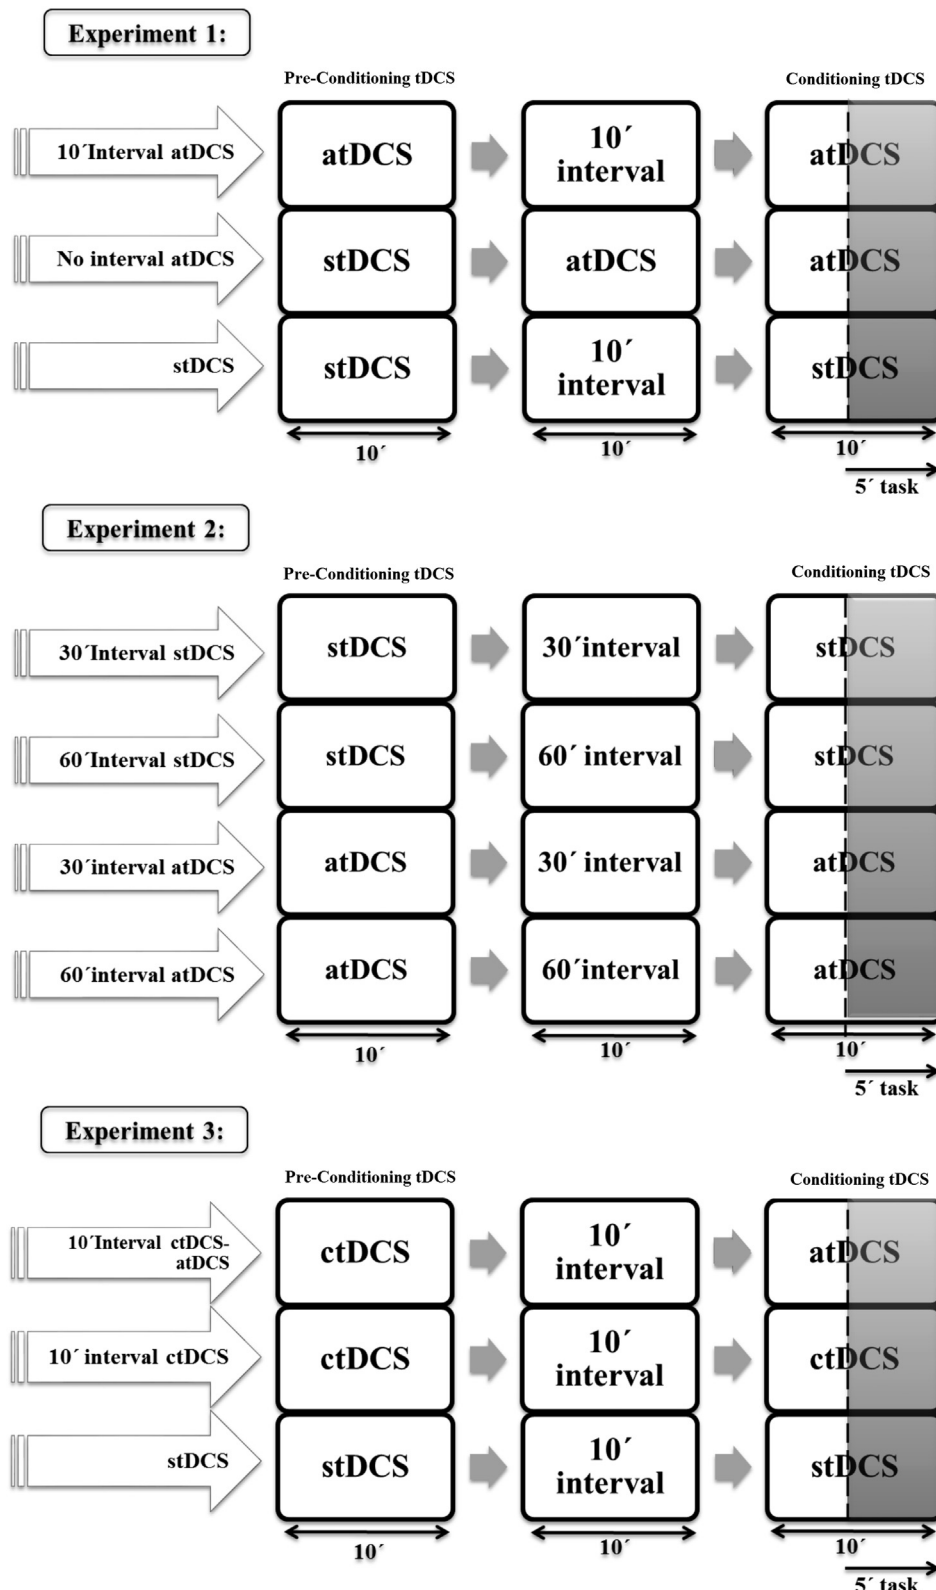 Experiment 1:
Pre-Conditioning tDCS
Conditioning tDCS
10´Interval atDCS
atDCS
10´
interval
atDCS
No interval atDCS
stDCS
atDCS
atDCS
stDCS
stDCS
10´
interval
stDCS
10´
10´
10´
5´ task
Experiment 2:
Pre-Conditioning tDCS
Conditioning tDCS
30´Interval stDCS
stDCS
30´interval
stDCS
60´Interval stDCS
stDCS
60´ interval
stDCS
30´interval atDCS
atDCS
30´ interval
atDCS
60´interval atDCS
atDCS
60´interval
atDCS
10´
10´
10´
5´ task
Experiment 3:
Pre-Conditioning tDCS
Conditioning tDCS
10´Interval ctDCS-
atDCS
ctDCS
10´
interval
atDCS
10´ interval ctDCS
ctDCS
10´
interval
ctDCS
stDCS
stDCS
10´
interval
stDCS
10´
10´
10´
5´ task